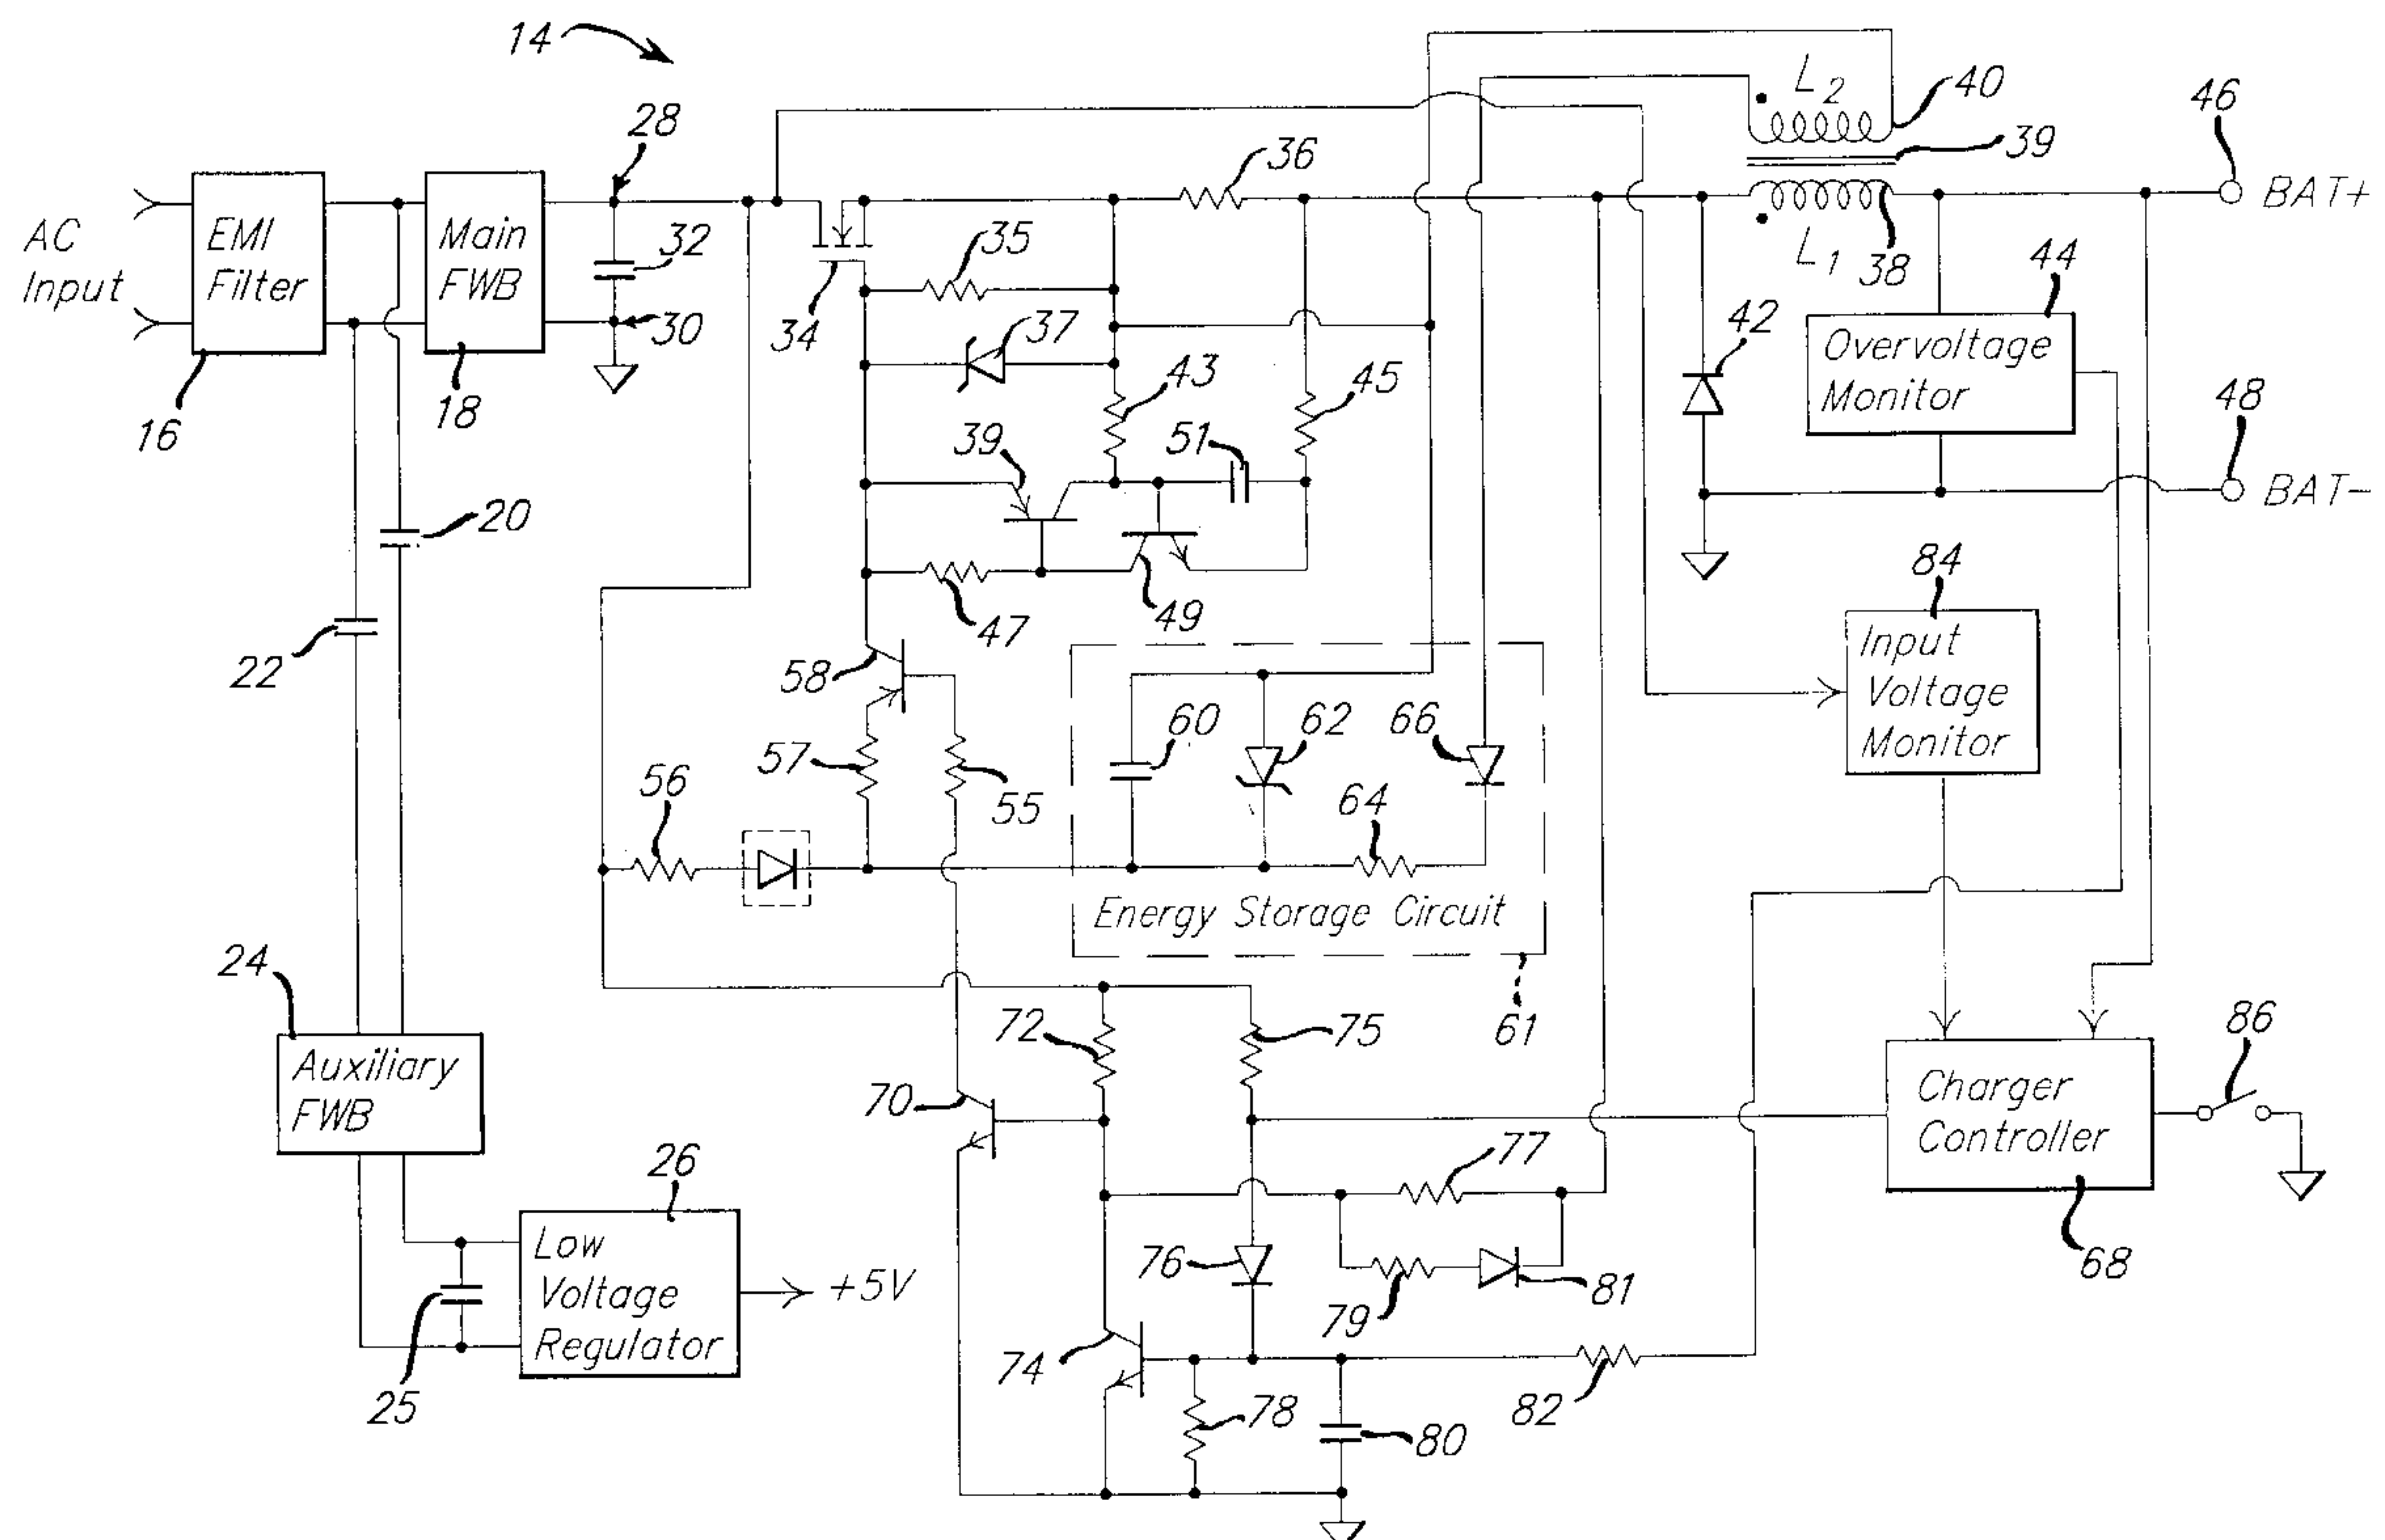 14
28
AC
Input
EMI
Filter
Main
FWB
32
30
16
18
34
35
36
37
43
45
39
51
47
49
L2
40
39
L1
38
46
BAT+
44
Overvoltage
Monitor
42
48
BAT-
20
22
58
57
55
56
60
62
66
64
Energy Storage Circuit
61
84
Input
Voltage
Monitor
24
Auxiliary
FWB
26
Low
Voltage
Regulator
+5V
25
72
75
70
77
76
79
81
74
78
80
82
Charger
Controller
68
86